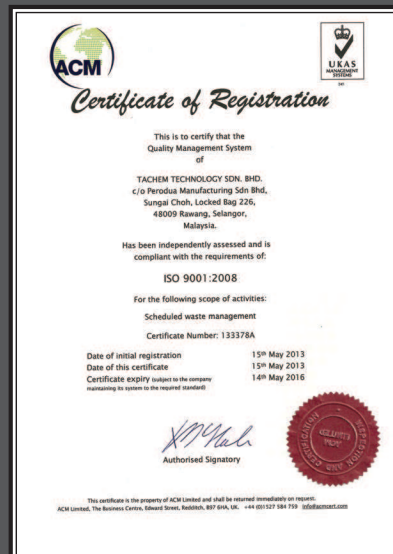 ACM
UKAS
MANAGEMENT
SYSTEMS
Certificate of Registration
This is to certify that the
Quality Management System
of
TACHEM TECHNOLOGY SDN. BHD.
c/o Perodua Manufacturing Sdn Bhd,
Sungai Choh, Locked Bag 226,
48009 Rawang, Selangor,
Malaysia.
Has been independently assessed and is
compliant with the requirements of:
ISO 9001:2008
For the following scope of activities:
Scheduled waste management
Certificate Number: 133378A
Date of initial registration 15th May 2013
Date of this certificate 15th May 2013
Certificate expiry (subject to the company 14th May 2016
maintaining its system to the required standard)
Authorised Signatory
This certificate is the property of ACM Limited and shall be returned immediately on request.
ACM Limited, The Business Centre, Edward Street, Redditch, B97 6HA, UK. +44 (0)1527 584 759 info@acmcert.com